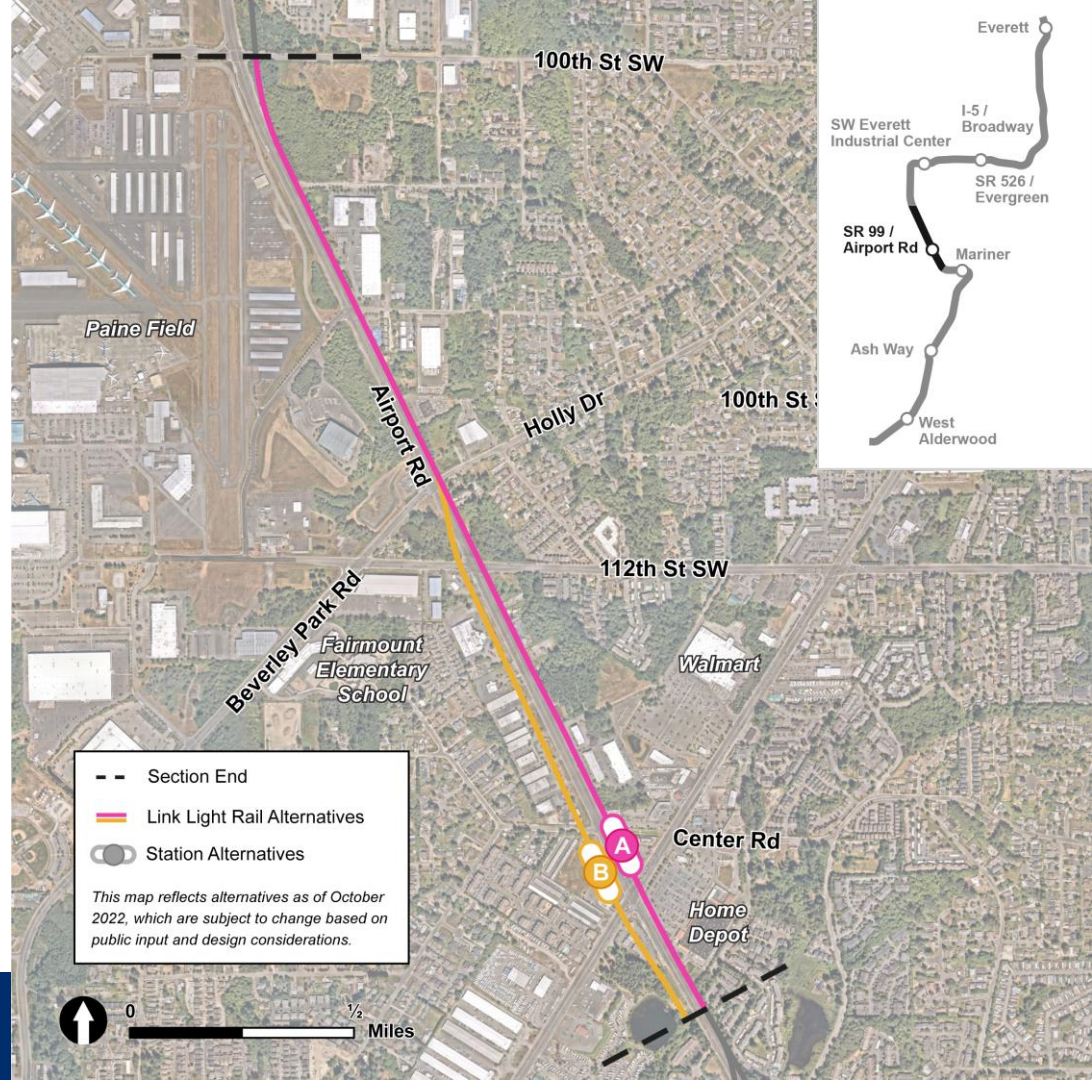 100th St SW
Everett
I-5 /
Broadway
SW Everett
Industrial Center
SR 526 /
Evergreen
SR 99 /
Airport Rd
Mariner
Ash Way
West
Alderwood
Paine Field
Airport Rd
Holly Dr
100th St
112th St SW
Beverley Park Rd
Fairmount
Elementary
School
Walmart
A
B
Center Rd
Home
Depot
Section End
Link Light Rail Alternatives
Station Alternatives
This map reflects alternatives as of October
2022, which are subject to change based on
public input and design considerations.
0
½
Miles